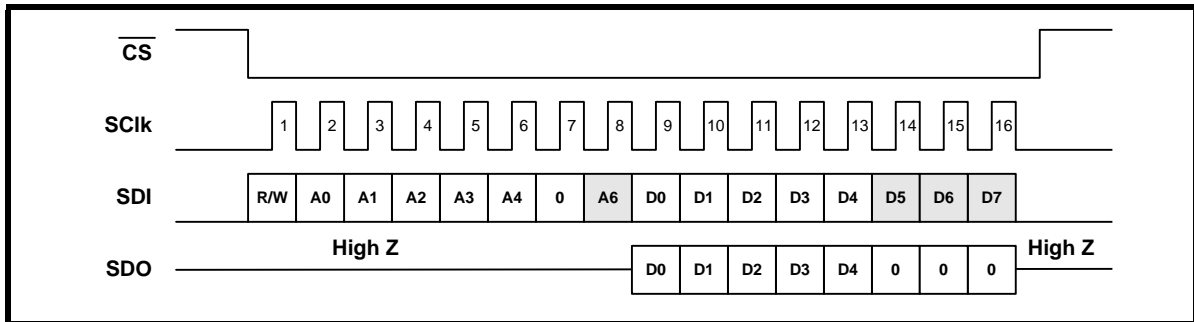 CS
SClk 1 2 3 4 5 6 7 8 9 10 11 12 13 14 15 16
SDI R/W A0 A1 A2 A3 A4 0 A6 D0 D1 D2 D3 D4 D5 D6 D7
High Z High Z
SDO D0 D1 D2 D3 D4 0 0 0